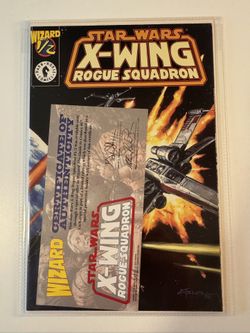 WIZARD
1/2
STAR WARS
X-WING
ROGUE SQUADRON
WIZARD
CERTIFICATE OF
AUTHENTICITY
STAR WARS
X-WING
ROGUE SQUADRON